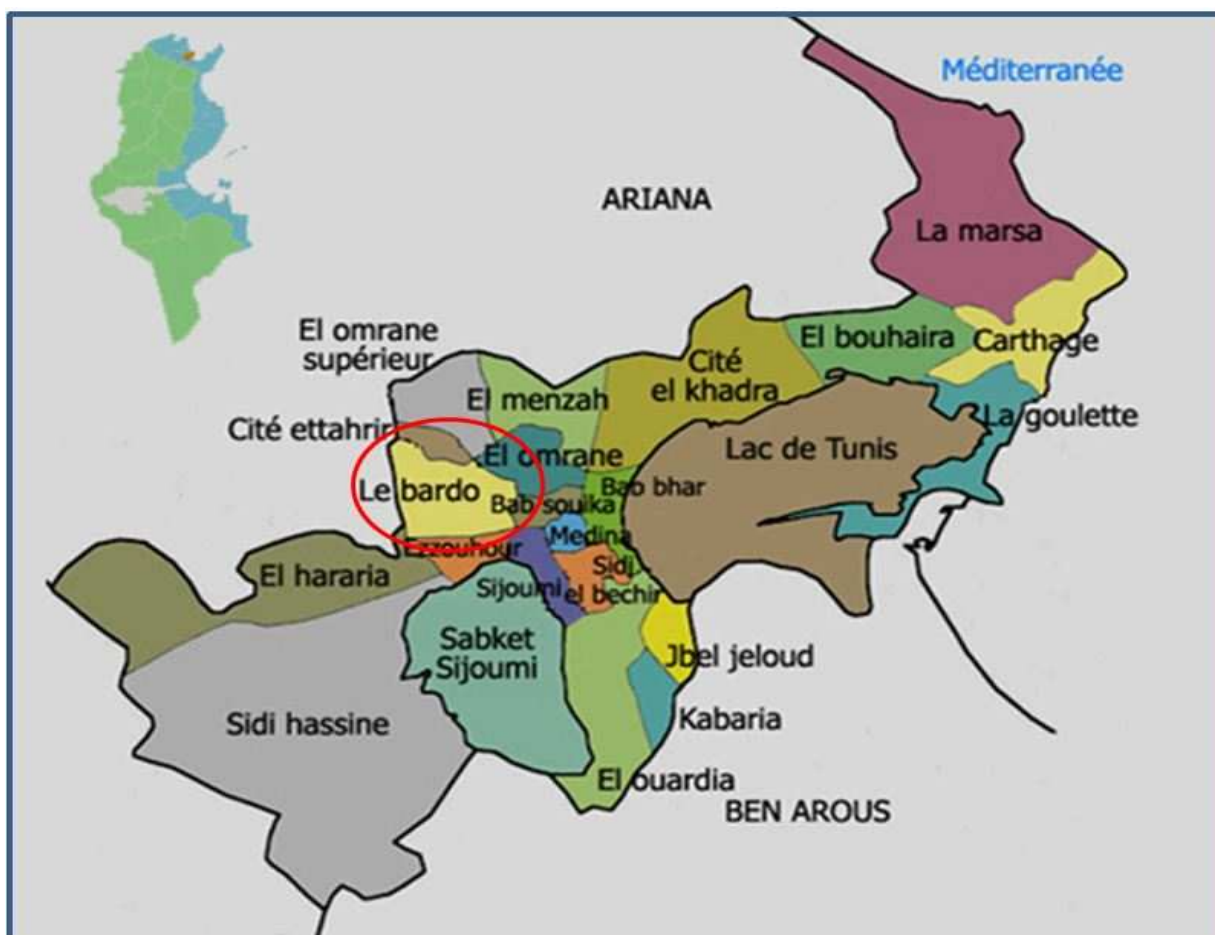 Méditerranée
ARIANA
La marsa
El omrane
supérieur
El bouhaira
Carthage
Cité
el khadra
El menzah
La goulette
Cité ettahrir
Lac de Tunis
El omrane
Le bardo
Bab bhar
Bab souika
Medina
Ezzouhour
Sidi
El hararia
Sijoumi
el bechir
Sabket
Sijoumi
Jbel jeloud
Sidi hassine
Kabaria
El ouardia
BEN AROUS